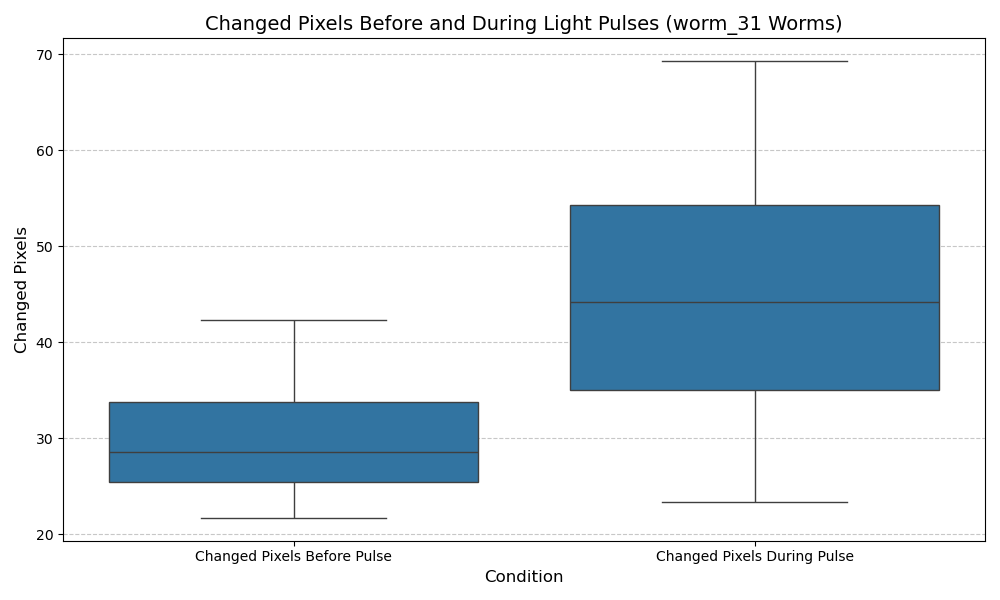 Changed Pixels Before and During Light Pulses (worm_31 Worms)
70
60
50
40
30
20
Changed Pixels
Changed Pixels Before Pulse
Changed Pixels During Pulse
Condition